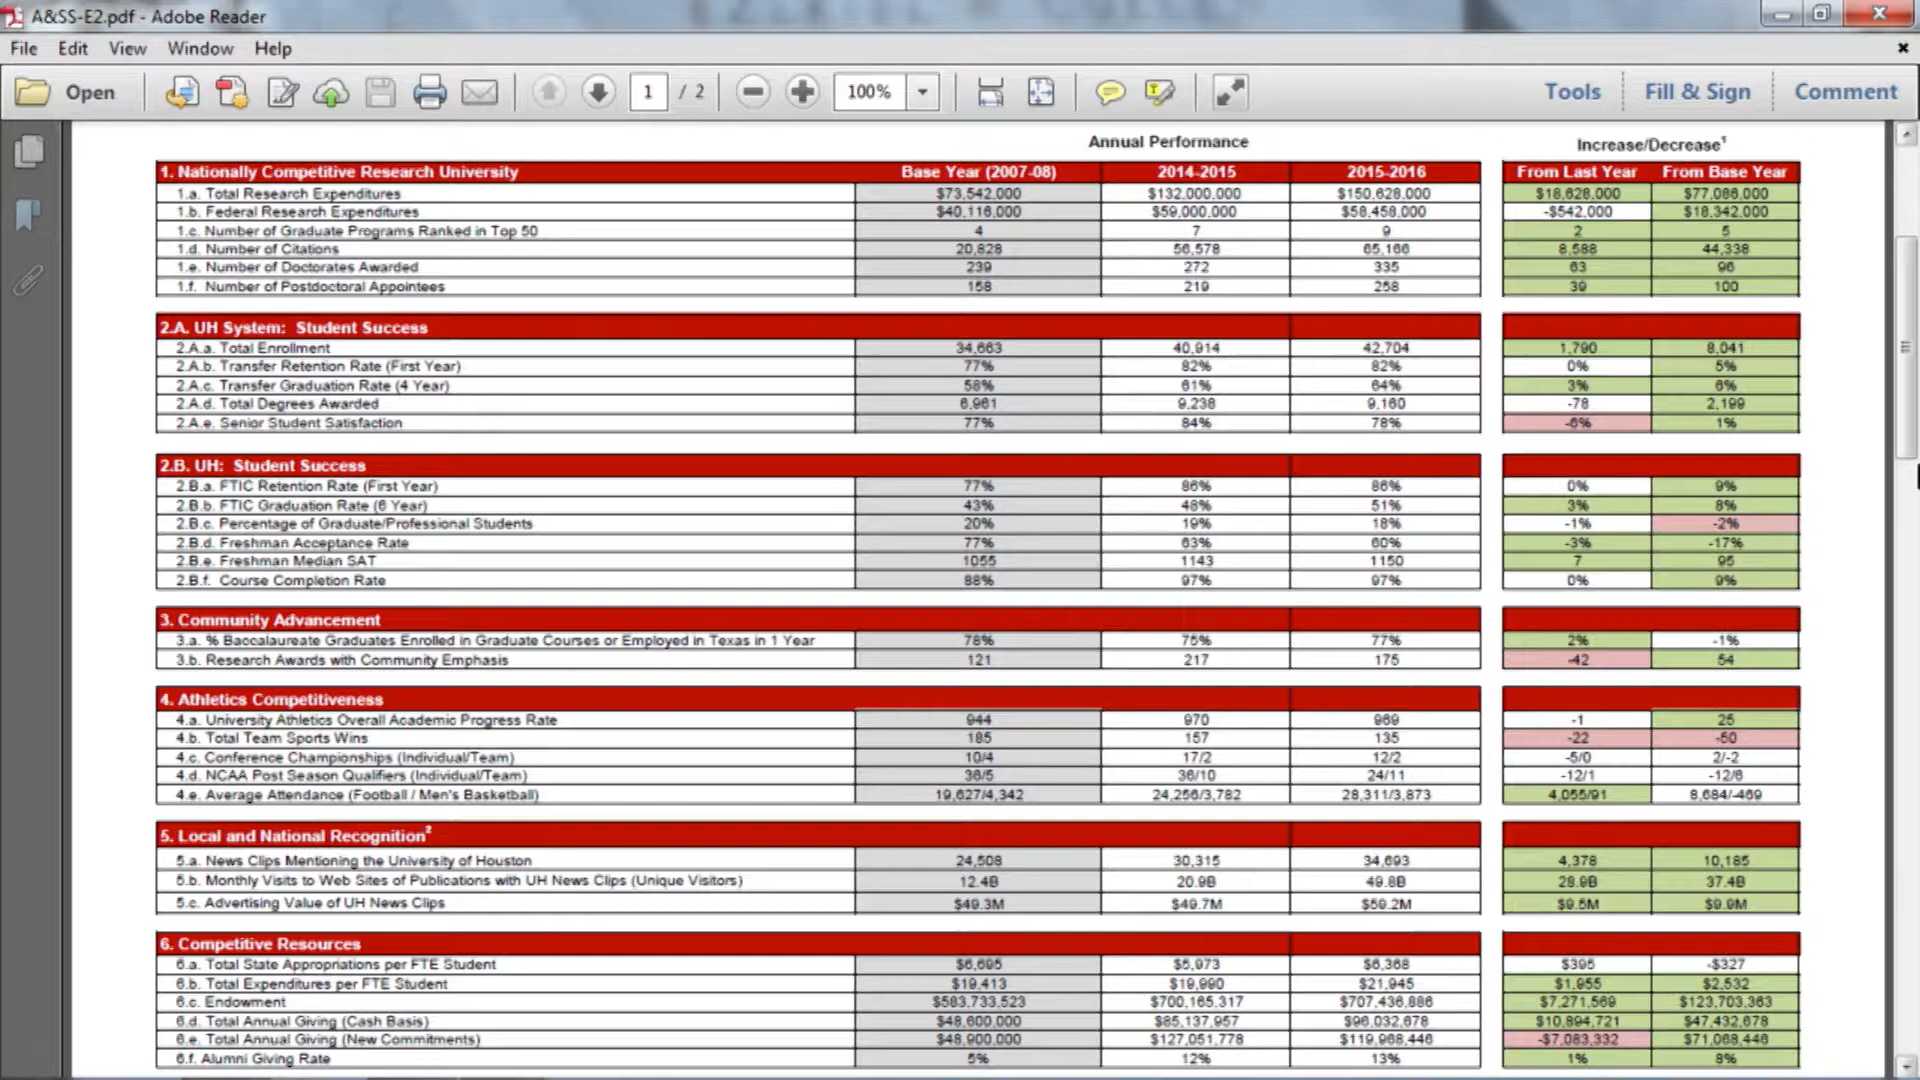 A&SS-E2.pdf - Adobe Reader
File Edit View Window Help
Open 1 / 2 100% Tools Fill & Sign Comment
Annual Performance Increase/Decrease¹
1. Nationally Competitive Research University Base Year (2007-08) 2014-2015 2015-2016 From Last Year From Base Year
1.a. Total Research Expenditures $73,542,000 $132,000,000 $150,628,000 $18,628,000 $77,086,000
1.b. Federal Research Expenditures $40,116,000 $59,000,000 $58,458,000 -$542,000 $18,342,000
1.c. Number of Graduate Programs Ranked in Top 50 4 7 9 2 5
1.d. Number of Citations 20,828 56,578 65,166 8,588 44,338
1.e. Number of Doctorates Awarded 239 272 335 63 96
1.f. Number of Postdoctoral Appointees 158 219 258 39 100
2.A. UH System: Student Success
2.A.a. Total Enrollment 34,663 40,914 42,704 1,790 8,041
2.A.b. Transfer Retention Rate (First Year) 77% 82% 82% 0% 5%
2.A.c. Transfer Graduation Rate (4 Year) 58% 61% 64% 3% 6%
2.A.d. Total Degrees Awarded 6,961 9,238 9,160 -78 2,199
2.A.e. Senior Student Satisfaction 77% 84% 78% -6% 1%
2.B. UH: Student Success
2.B.a. FTIC Retention Rate (First Year) 77% 86% 86% 0% 9%
2.B.b. FTIC Graduation Rate (6 Year) 43% 48% 51% 3% 8%
2.B.c. Percentage of Graduate/Professional Students 20% 19% 18% -1% -2%
2.B.d. Freshman Acceptance Rate 77% 63% 60% -3% -17%
2.B.e. Freshman Median SAT 1055 1143 1150 7 95
2.B.f. Course Completion Rate 88% 97% 97% 0% 9%
3. Community Advancement
3.a. % Baccalaureate Graduates Enrolled in Graduate Courses or Employed in Texas in 1 Year 78% 75% 77% 2% -1%
3.b. Research Awards with Community Emphasis 121 217 175 -42 54
4. Athletics Competitiveness
4.a. University Athletics Overall Academic Progress Rate 944 970 969 -1 25
4.b. Total Team Sports Wins 185 157 135 -22 -50
4.c. Conference Championships (Individual/Team) 10/4 17/2 12/2 -5/0 2/-2
4.d. NCAA Post Season Qualifiers (Individual/Team) 36/5 36/10 24/11 -12/1 -12/6
4.e. Average Attendance (Football / Men's Basketball) 19,627/4,342 24,256/3,782 28,311/3,873 4,055/91 8,684/-469
5. Local and National Recognition²
5.a. News Clips Mentioning the University of Houston 24,508 30,315 34,693 4,378 10,185
5.b. Monthly Visits to Web Sites of Publications with UH News Clips (Unique Visitors) 12.4B 20.9B 49.8B 28.9B 37.4B
5.c. Advertising Value of UH News Clips $49.3M $49.7M $59.2M $9.5M $9.9M
6. Competitive Resources
6.a. Total State Appropriations per FTE Student $6,695 $5,973 $6,368 $395 -$327
6.b. Total Expenditures per FTE Student $19,413 $19,990 $21,945 $1,955 $2,532
6.c. Endowment $583,733,523 $700,165,317 $707,436,886 $7,271,569 $123,703,363
6.d. Total Annual Giving (Cash Basis) $48,600,000 $85,137,957 $96,032,678 $10,894,721 $47,432,678
6.e. Total Annual Giving (New Commitments) $48,900,000 $127,051,778 $119,968,446 -$7,083,332 $71,068,446
6.f. Alumni Giving Rate 5% 12% 13% 1% 8%